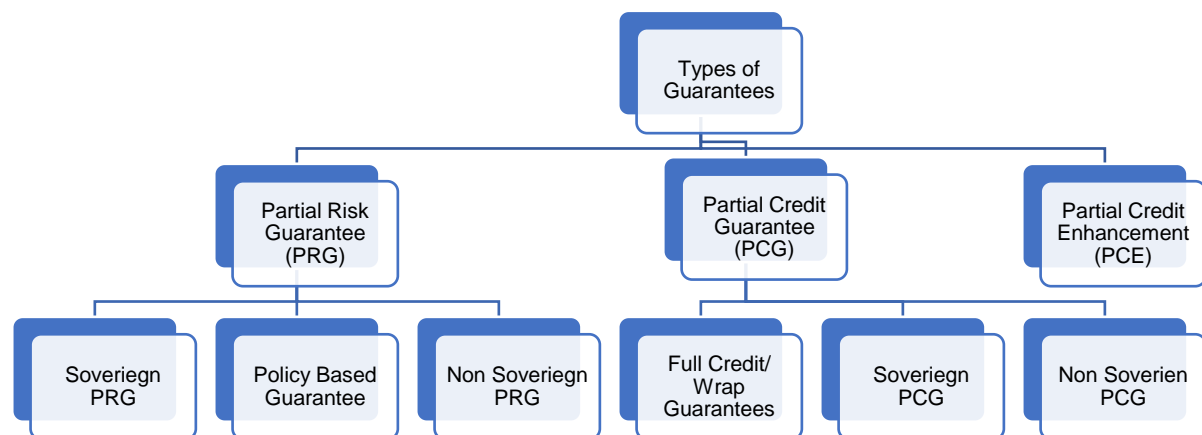 Types of
Guarantees
Partial Risk
Guarantee
(PRG)
Partial Credit
Guarantee
(PCG)
Partial Credit
Enhancement
(PCE)
Soveriegn
PRG
Policy Based
Guarantee
Non Soveriegn
PRG
Full Credit/
Wrap
Guarantees
Soveriegn
PCG
Non Soverien
PCG